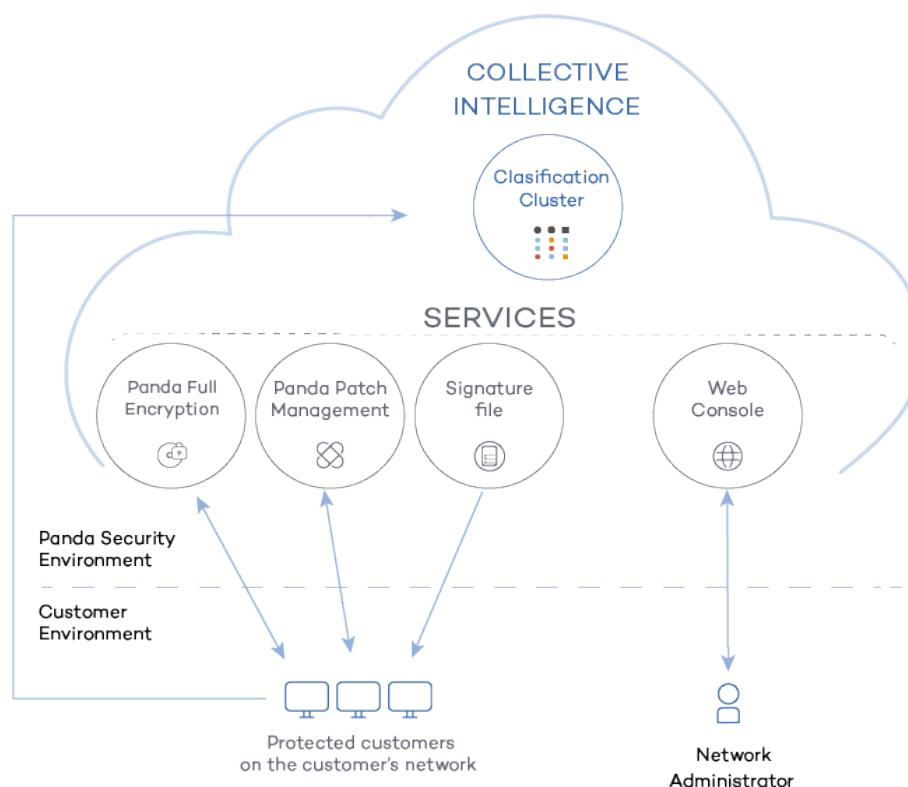 COLLECTIVE
INTELLIGENCE
Clasification
Cluster
SERVICES
Panda Full
Encryption
Panda Patch
Management
Signature
file
Web
Console
Panda Security
Environment
Customer
Environment
Protected customers
on the customer's network
Network
Administrator